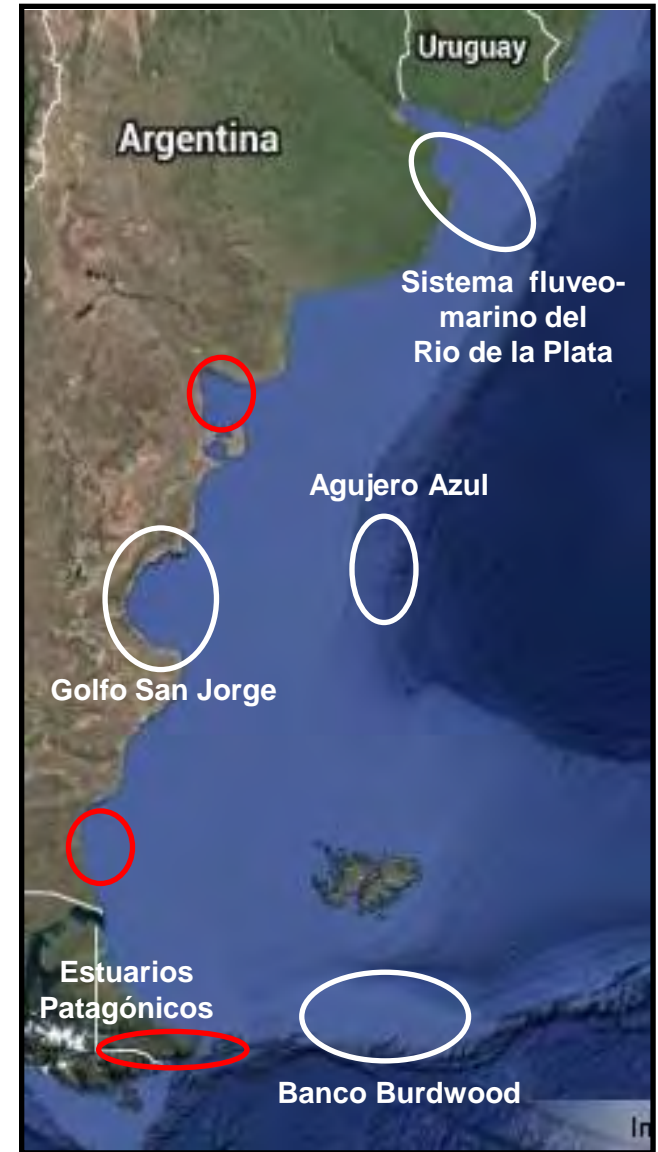 Uruguay
Argentina
Sistema fluveo-
marino del
Rio de la Plata
Agujero Azul
Golfo San Jorge
Estuarios
Patagónicos
Banco Burdwood